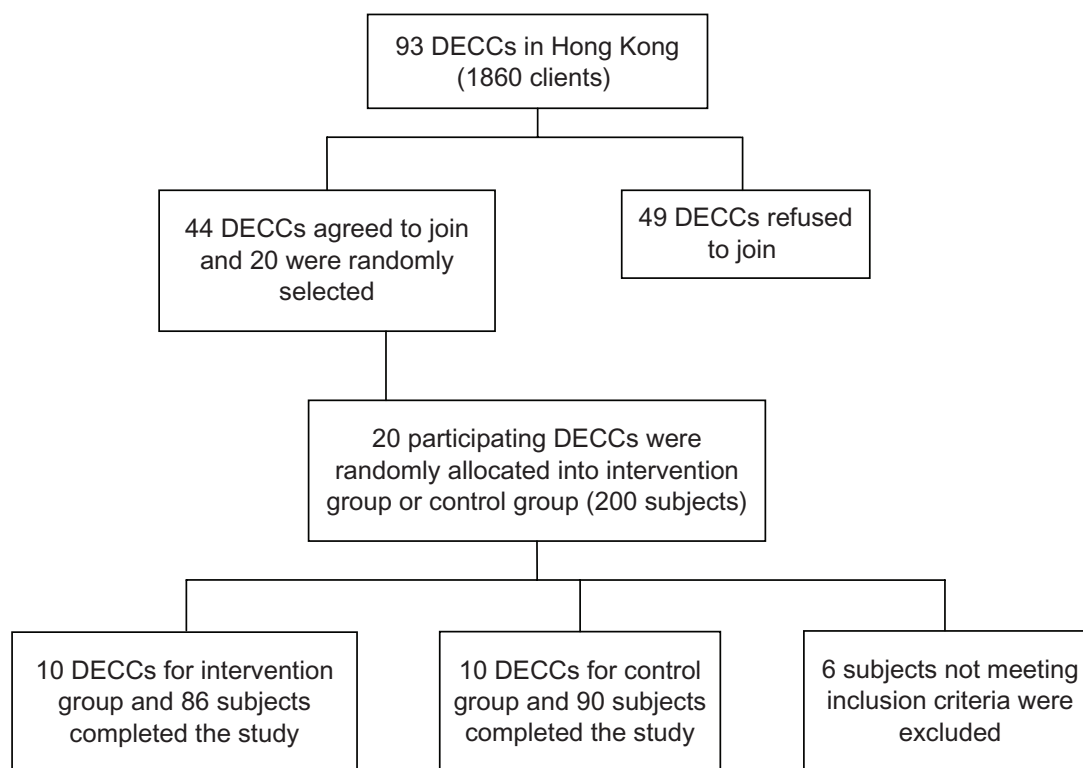 93 DECCs in Hong Kong
(1860 clients)
44 DECCs agreed to join
and 20 were randomly
selected
49 DECCs refused
to join
20 participating DECCs were
randomly allocated into intervention
group or control group (200 subjects)
10 DECCs for intervention
group and 86 subjects
completed the study
10 DECCs for control
group and 90 subjects
completed the study
6 subjects not meeting
inclusion criteria were
excluded